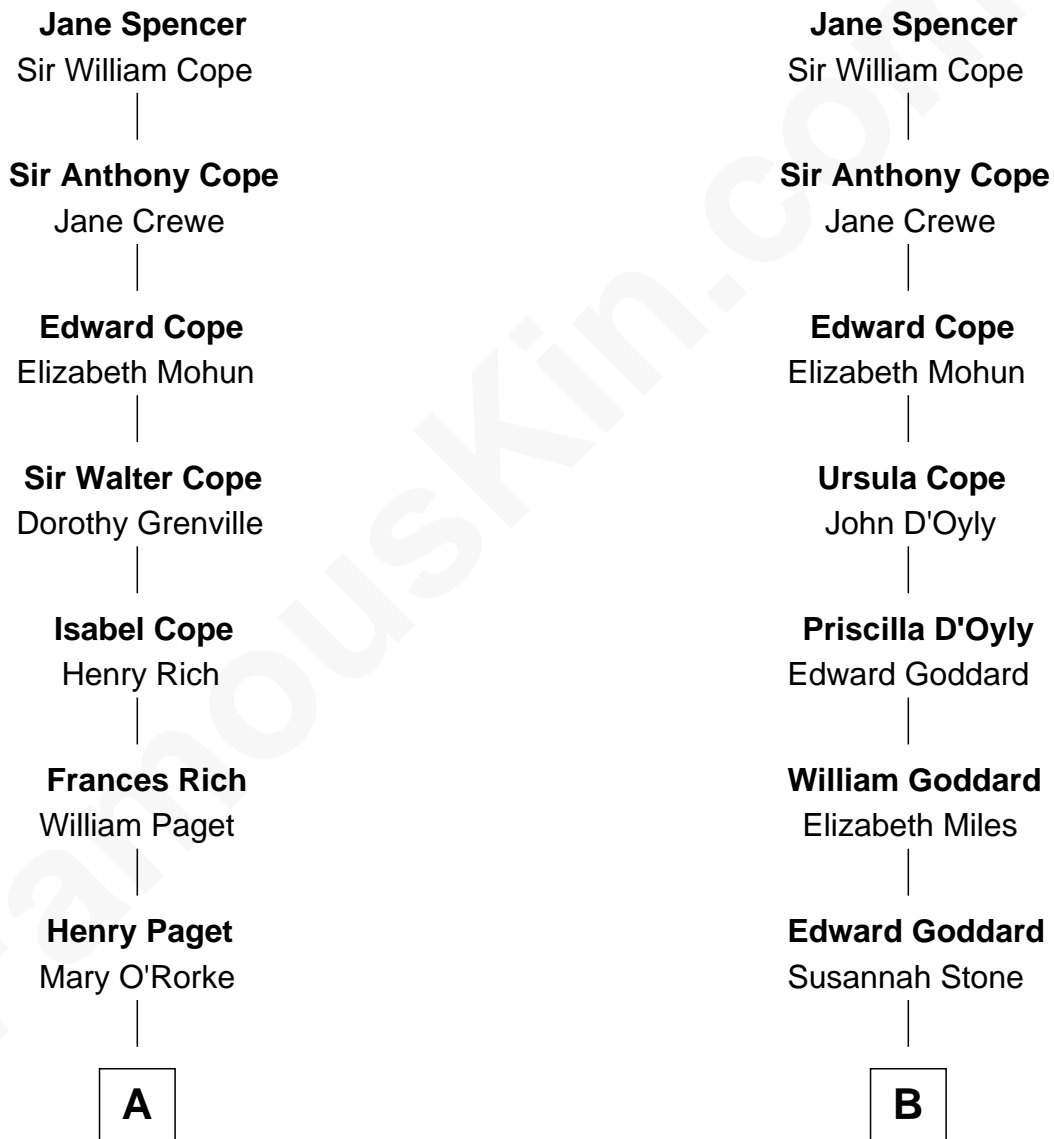 Jane Spencer
Sir William Cope
Sir Anthony Cope
Jane Crewe
Edward Cope
Elizabeth Mohun
Sir Walter Cope
Dorothy Grenville
Isabel Cope
Henry Rich
Frances Rich
William Paget
Henry Paget
Mary O'Rorke
A
Jane Spencer
Sir William Cope
Sir Anthony Cope
Jane Crewe
Edward Cope
Elizabeth Mohun
Ursula Cope
John D'Oyly
Priscilla D'Oyly
Edward Goddard
William Goddard
Elizabeth Miles
Edward Goddard
Susannah Stone
B
FamousKin.com